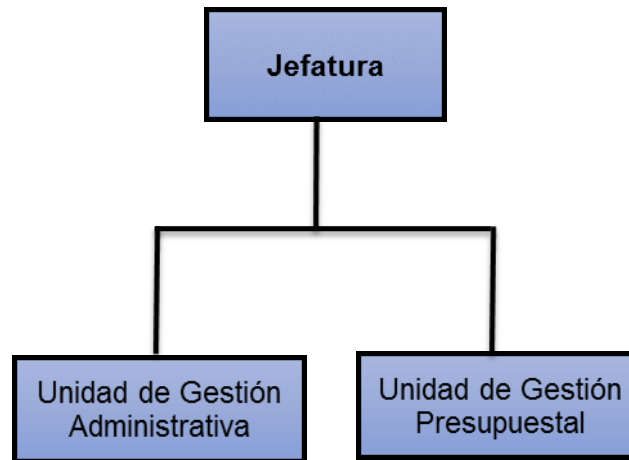 Jefatura
Unidad de Gestión
Administrativa
Unidad de Gestión
Presupuestal